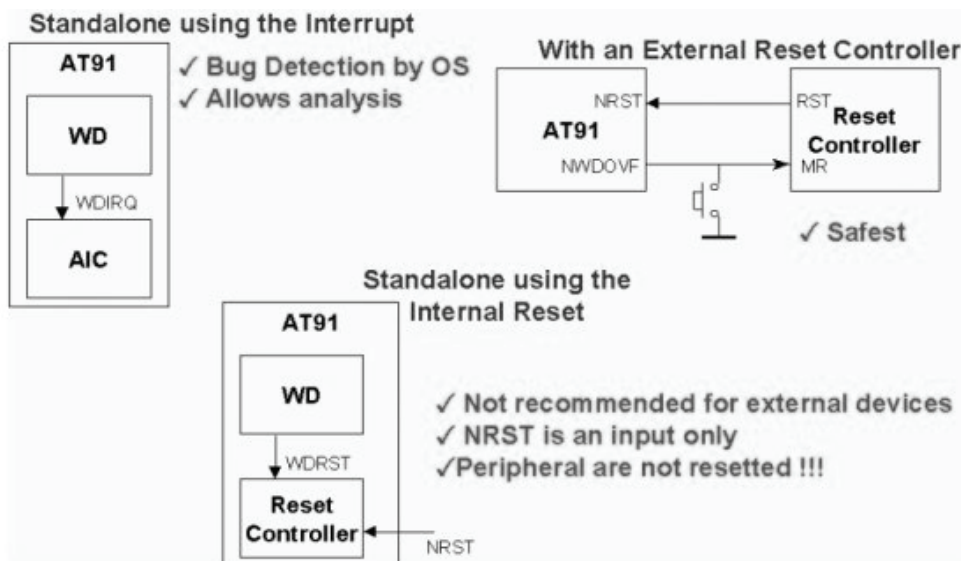 Standalone using the Interrupt
AT91
WD
WDIRQ
AIC
✓ Bug Detection by OS
✓ Allows analysis
With an External Reset Controller
NRST
AT91
NWDOVF
RST
Reset
Controller
MR
✓ Safest
Standalone using the
Internal Reset
AT91
WD
WDRST
Reset
Controller
NRST
✓ Not recommended for external devices
✓ NRST is an input only
✓Peripheral are not resetted !!!